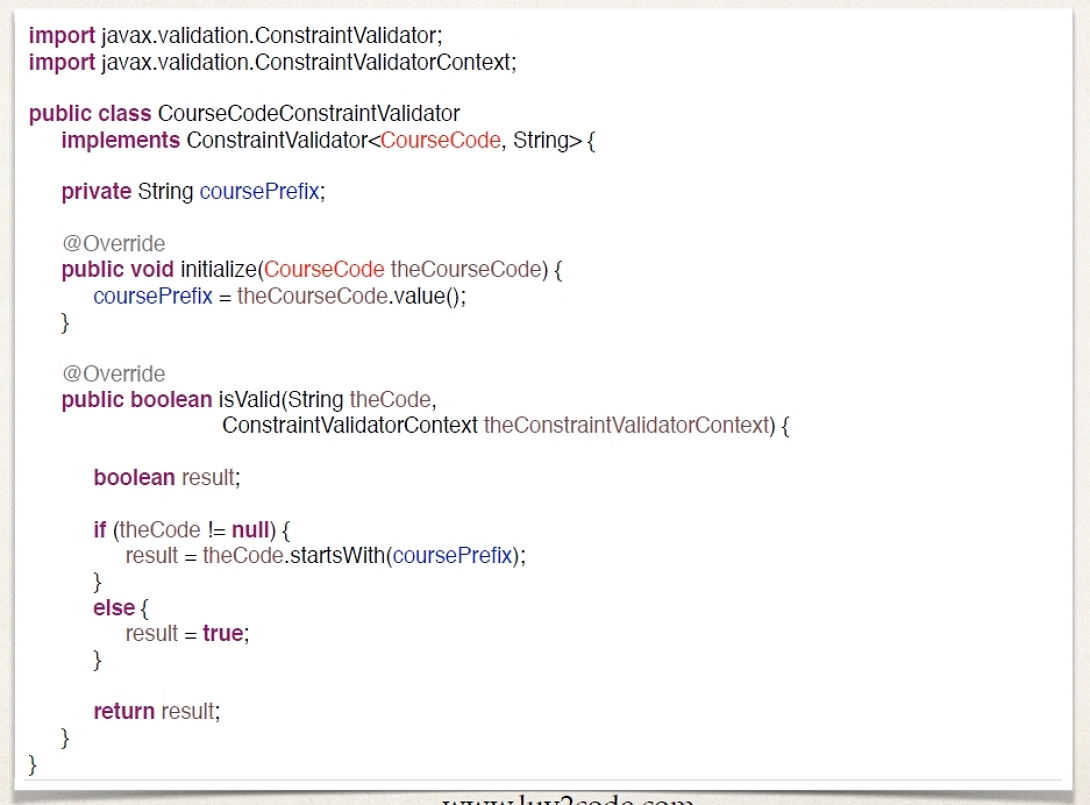 import javax.validation.ConstraintValidator;
import javax.validation.ConstraintValidatorContext;
public class CourseCodeConstraintValidator
implements ConstraintValidator<CourseCode, String> {
private String coursePrefix;
@Override
public void initialize(CourseCode theCourseCode) {
coursePrefix = theCourseCode.value();
}
@Override
public boolean isValid(String theCode,
ConstraintValidatorContext theConstraintValidatorContext) {
boolean result;
if (theCode != null) {
result = theCode.startsWith(coursePrefix);
}
else {
result = true;
}
return result;
}
}
www.luv2code.com